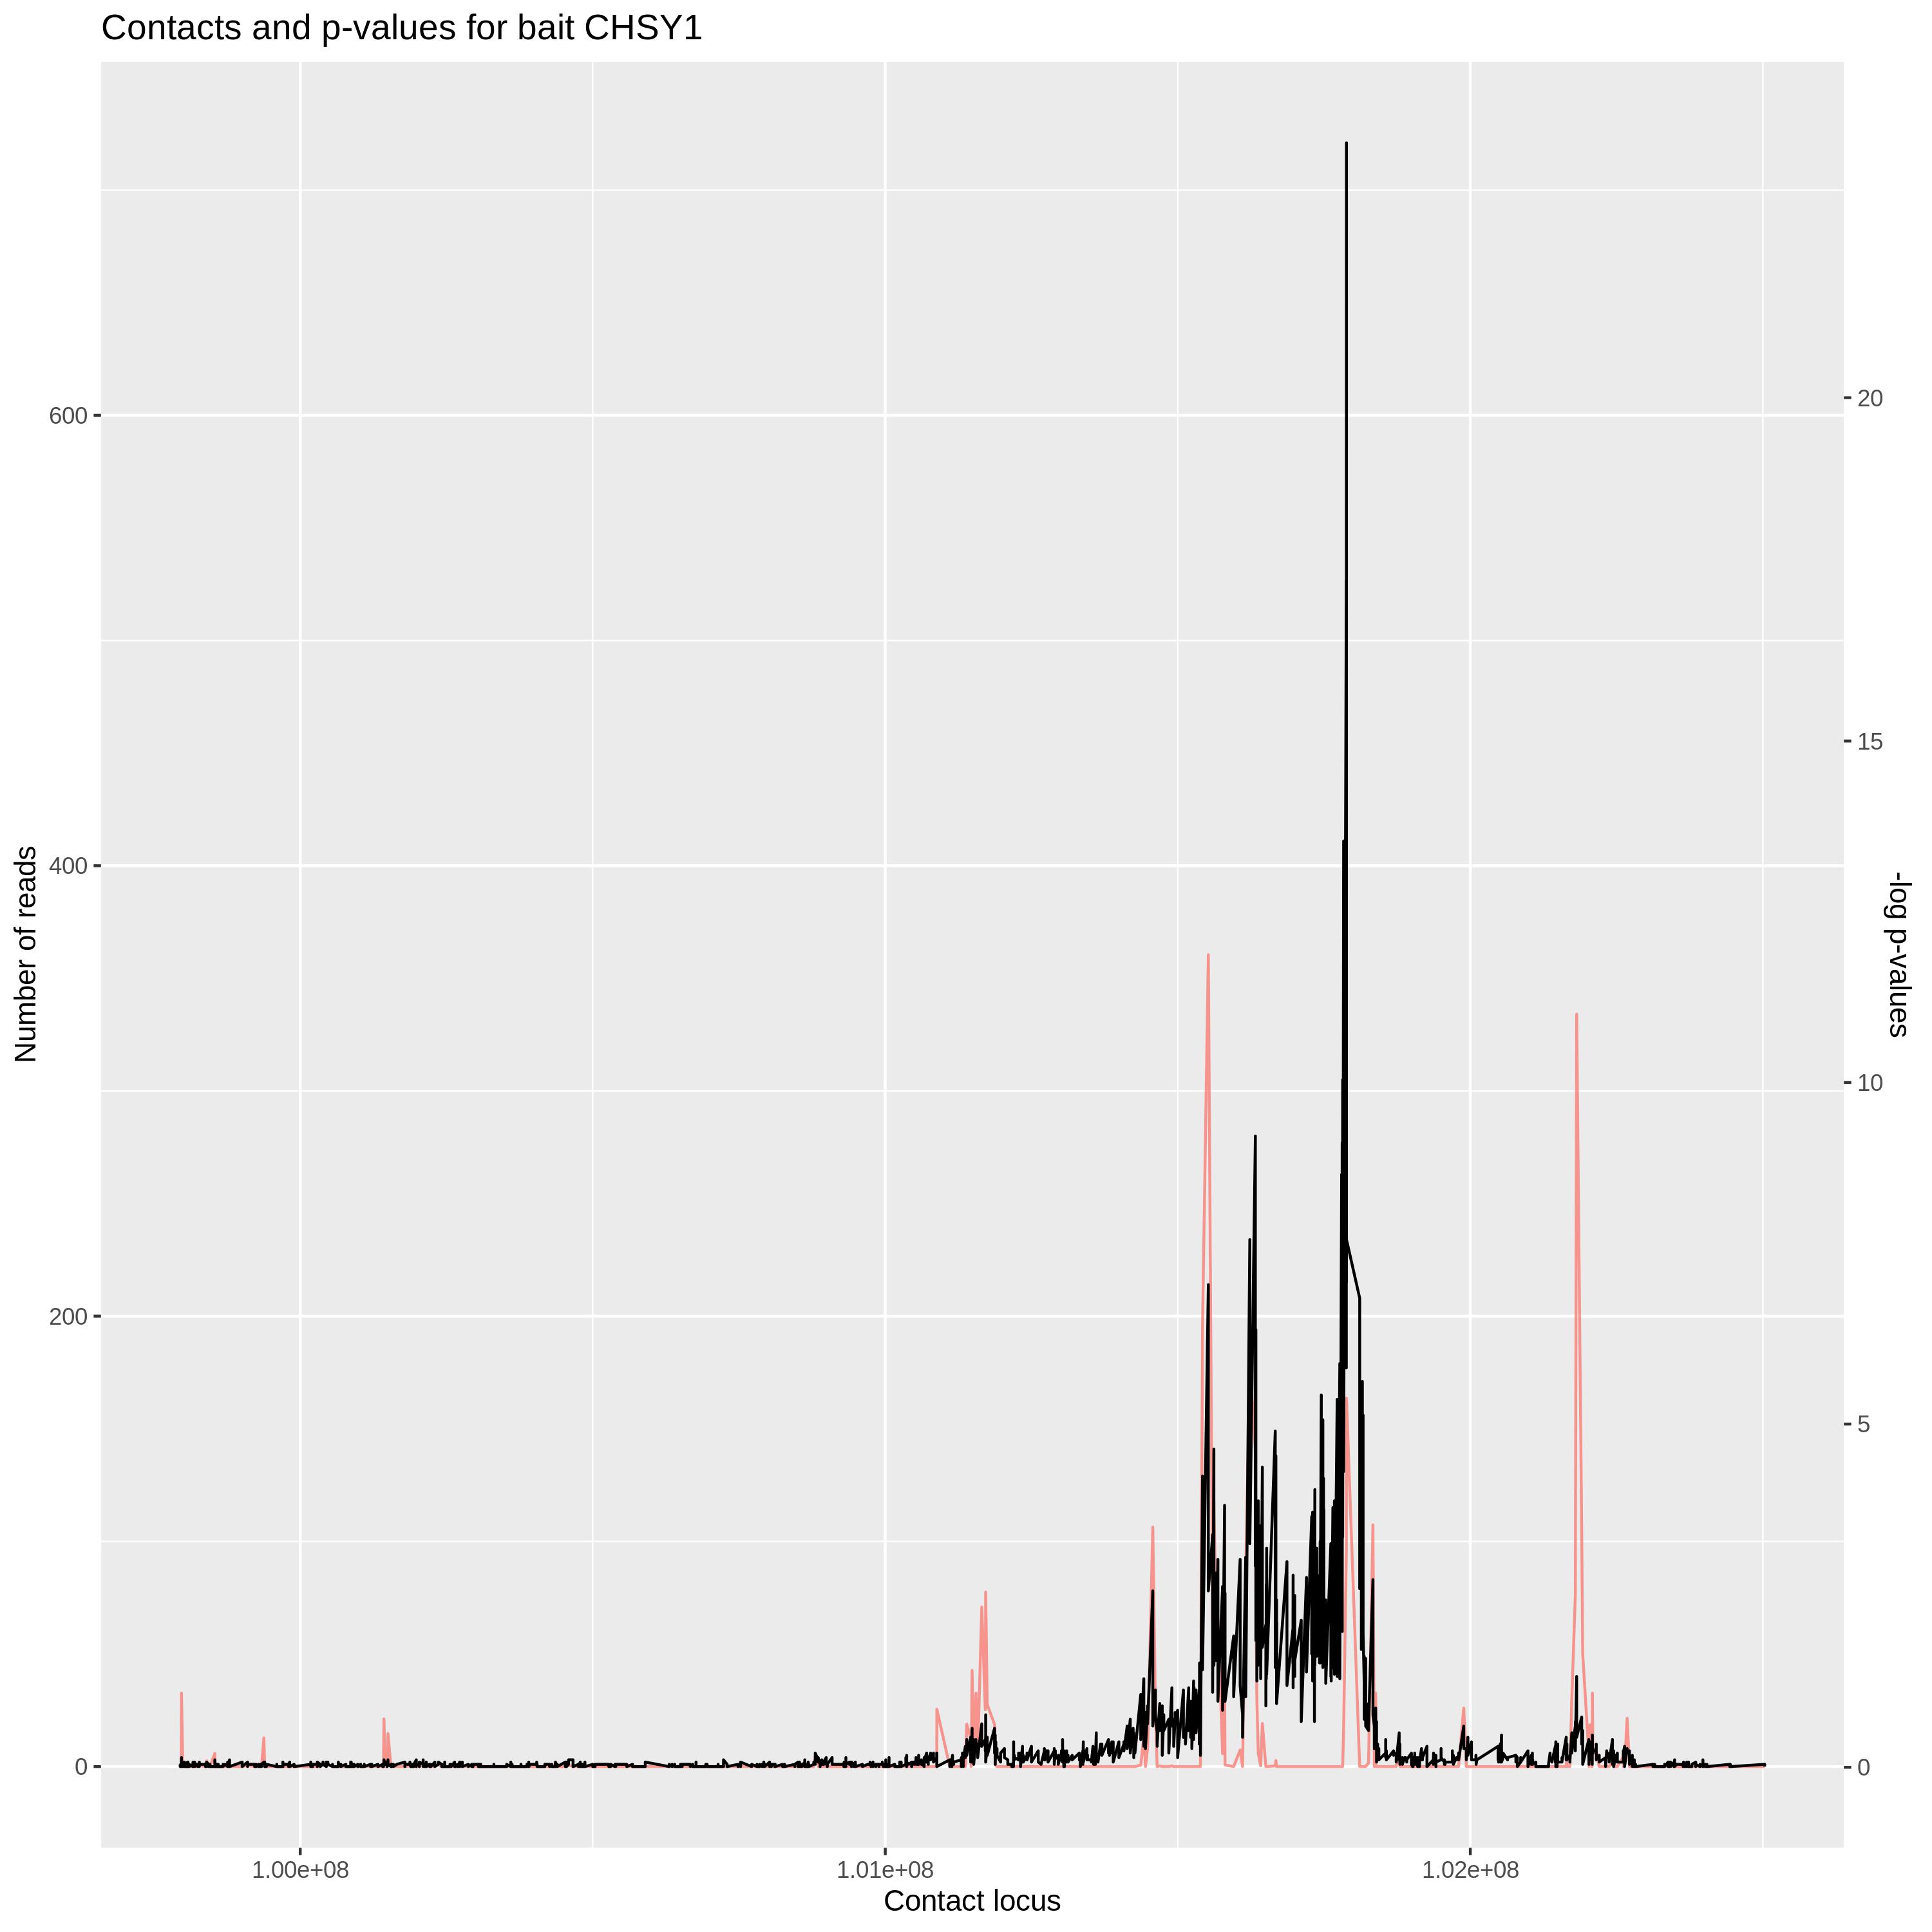 Contacts and p-values for bait CHSY1
Number of reads
600
400
200
0
-log p-values
20
15
10
5
0
1.00e+08
1.01e+08
1.02e+08
Contact locus